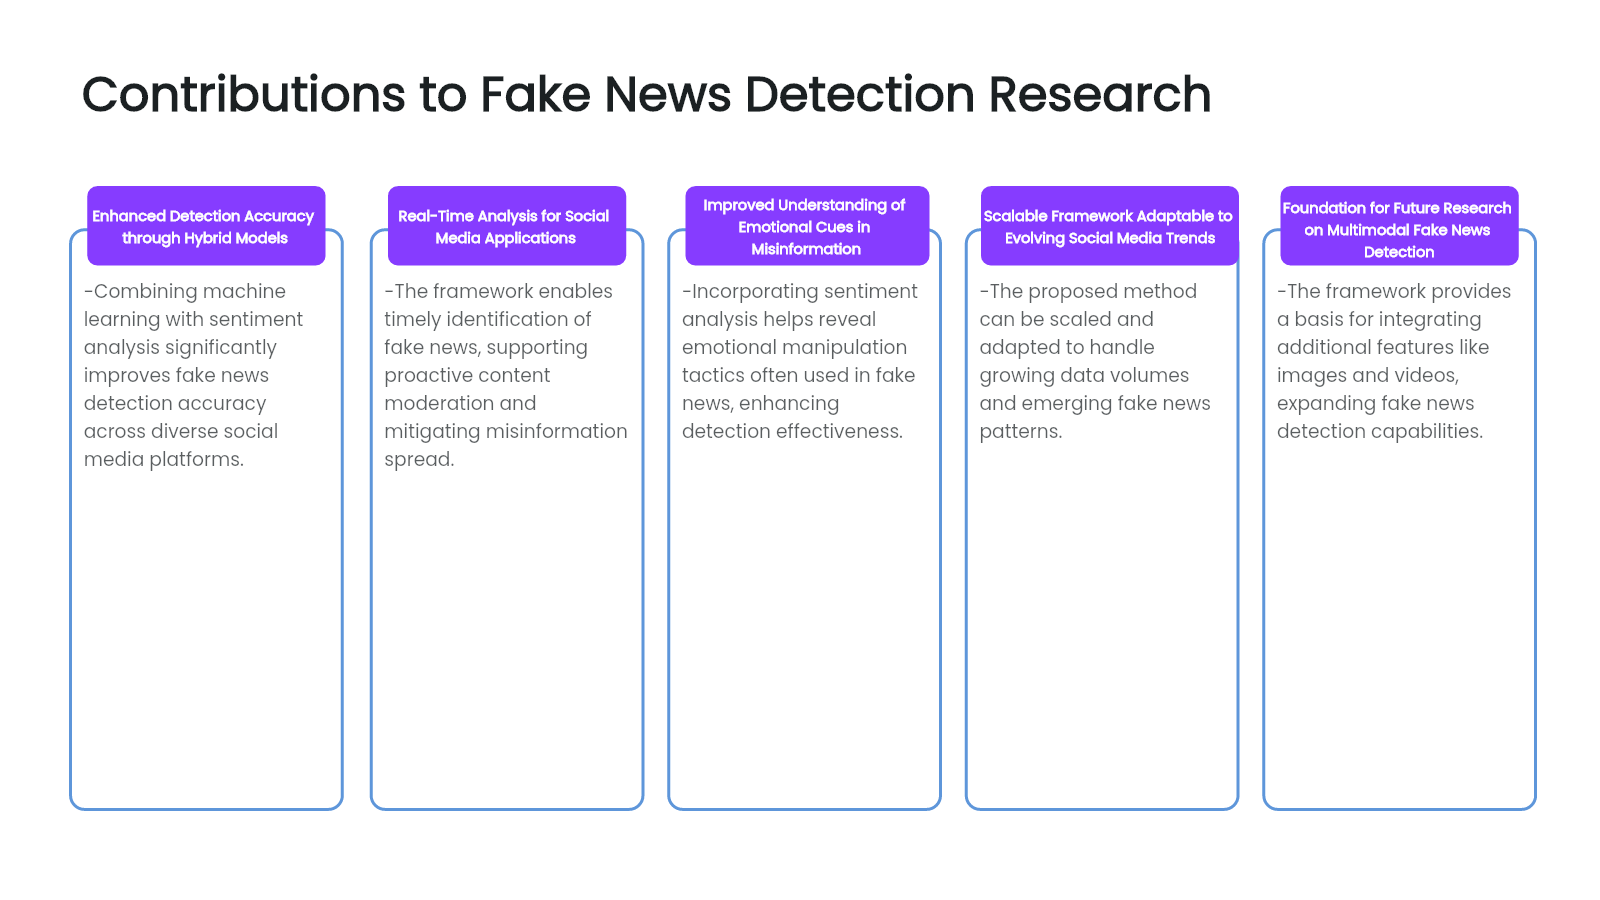 Contributions to Fake News Detection Research
Enhanced Detection Accuracy
through Hybrid Models
-Combining machine
learning with sentiment
analysis significantly
improves fake news
detection accuracy
across diverse social
media platforms.
Real-Time Analysis for Social
Media Applications
-The framework enables
timely identification of
fake news, supporting
proactive content
moderation and
mitigating misinformation
spread.
Improved Understanding of
Emotional Cues in
Misinformation
-Incorporating sentiment
analysis helps reveal
emotional manipulation
tactics often used in fake
news, enhancing
detection effectiveness.
Scalable Framework Adaptable to
Evolving Social Media Trends
-The proposed method
can be scaled and
adapted to handle
growing data volumes
and emerging fake news
patterns.
Foundation for Future Research
on Multimodal Fake News
Detection
-The framework provides
a basis for integrating
additional features like
images and videos,
expanding fake news
detection capabilities.